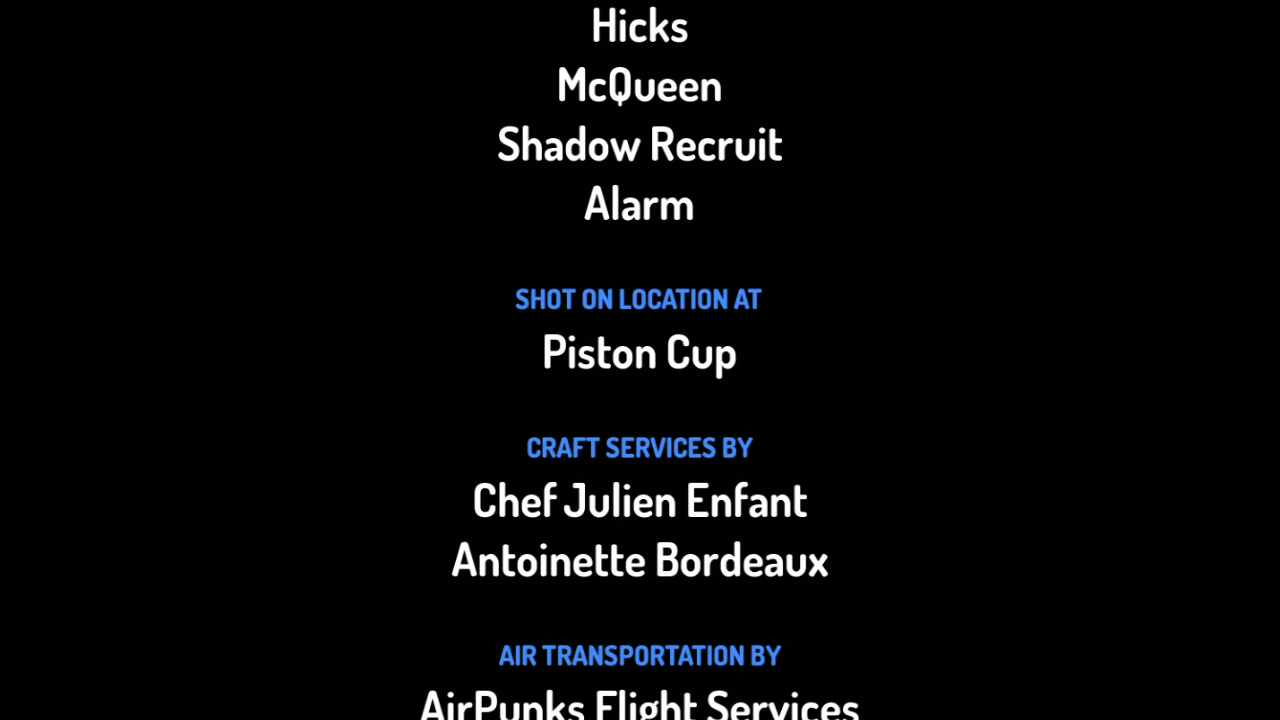 Hicks
McQueen
Shadow Recruit
Alarm
SHOT ON LOCATION AT
Piston Cup
CRAFT SERVICES BY
Chef Julien Enfant
Antoinette Bordeaux
AIR TRANSPORTATION BY
AirPunks Flight Services